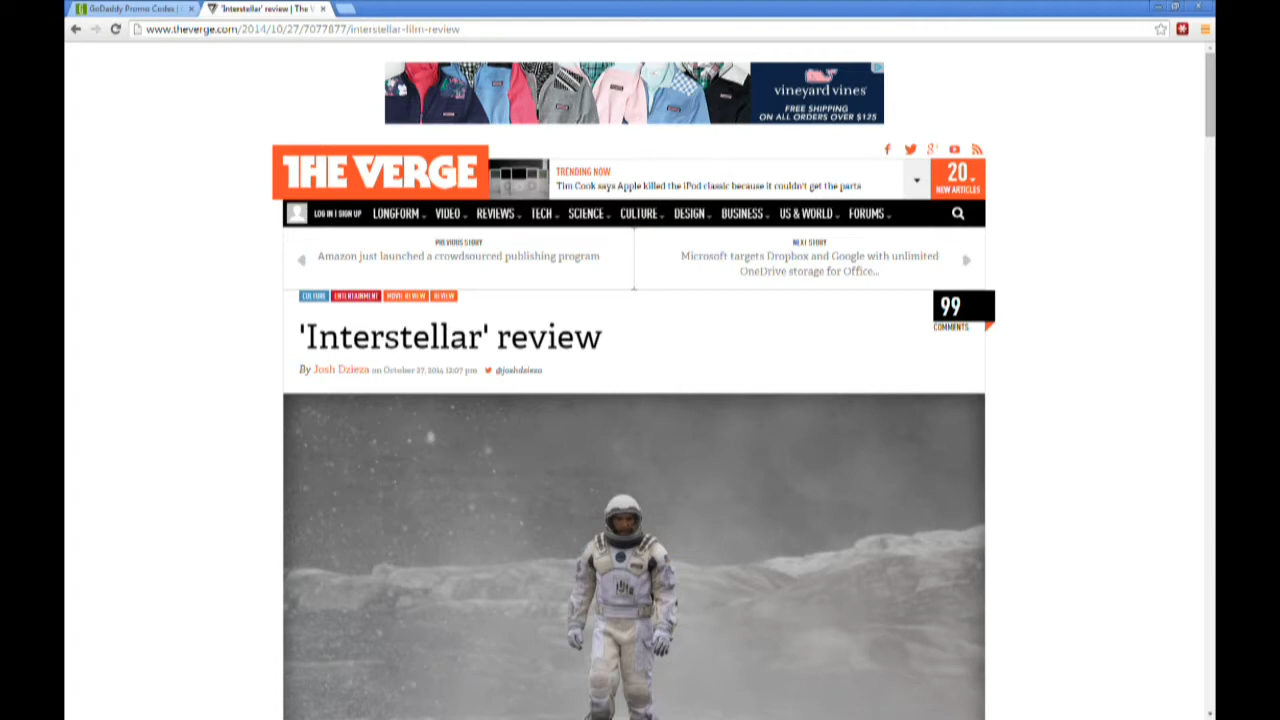 GoDaddy Promo Codes |
'Interstellar' review | The V
www.theverge.com/2014/10/27/7077877/interstellar-film-review
vineyard vines
FREE SHIPPING
ON ALL ORDERS OVER $125
THE VERGE
TRENDING NOW
Tim Cook says Apple killed the iPod classic because it couldn't get the parts
20
NEW ARTICLES
LOG IN | SIGN UP LONGFORM VIDEO REVIEWS TECH SCIENCE CULTURE DESIGN BUSINESS US & WORLD FORUMS
PREVIOUS STORY
Amazon just launched a crowdsourced publishing program
NEXT STORY
Microsoft targets Dropbox and Google with unlimited
OneDrive storage for Office...
CULTURE ENTERTAINMENT MOVIE REVIEW REVIEW
99
COMMENTS
'Interstellar' review
By Josh Dzieza on October 27, 2014 12:07 pm @joshdzieza